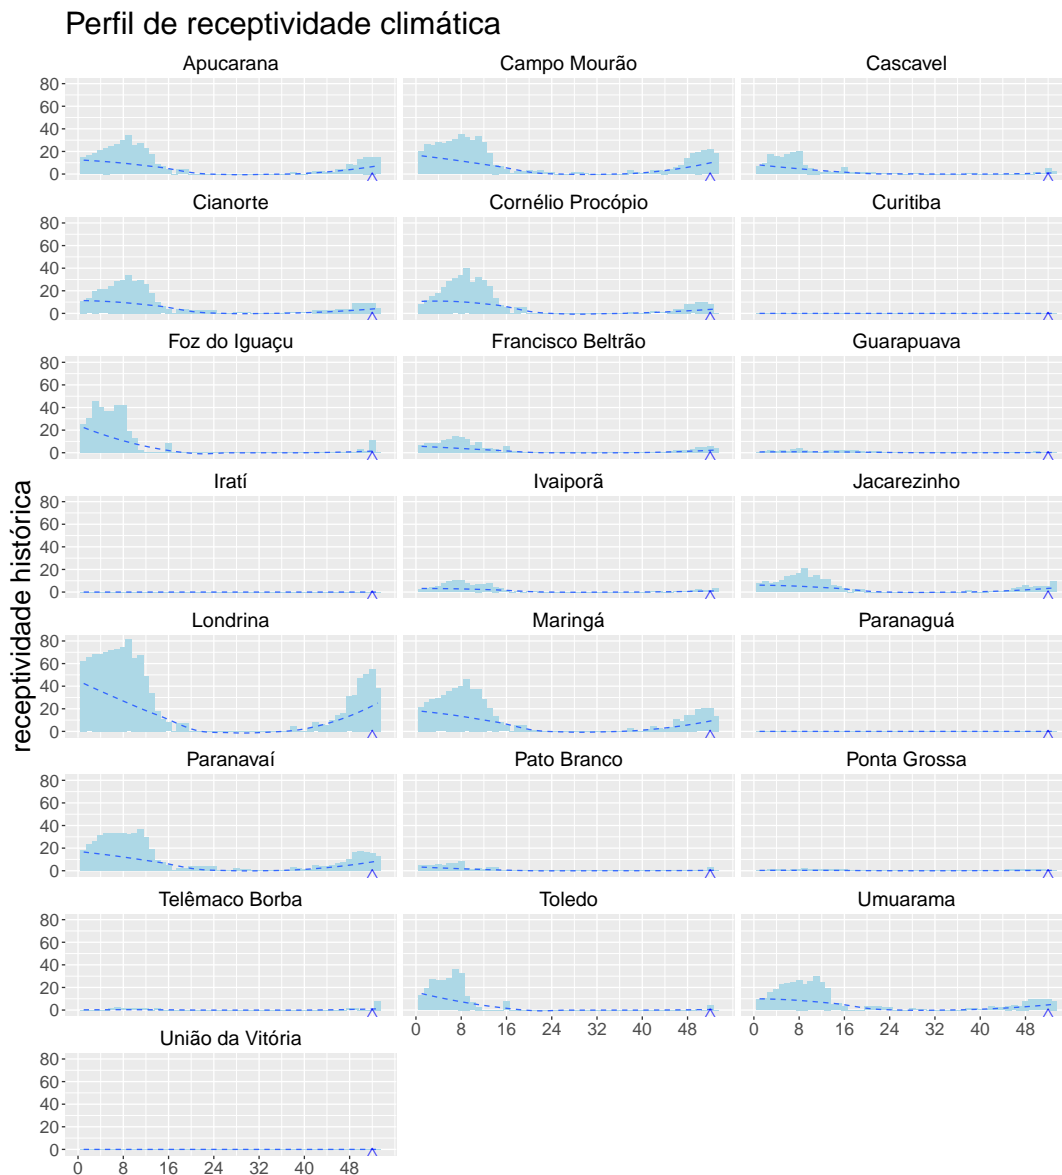 Perfil de receptividade climática
Apucarana
Campo Mourão
Cascavel
80
60
40
20
0
Cianorte
Cornélio Procópio
Curitiba
80
60
40
20
0
Foz do Iguaçu
Francisco Beltrão
Guarapuava
80
60
40
20
0
Iratí
Ivaiporã
Jacarezinho
80
60
40
20
0
receptividade histórica
Londrina
Maringá
Paranaguá
80
60
40
20
0
Paranavaí
Pato Branco
Ponta Grossa
80
60
40
20
0
Telêmaco Borba
Toledo
Umuarama
80
60
40
20
0
0 8 16 24 32 40 48
0 8 16 24 32 40 48
União da Vitória
80
60
40
20
0
0 8 16 24 32 40 48